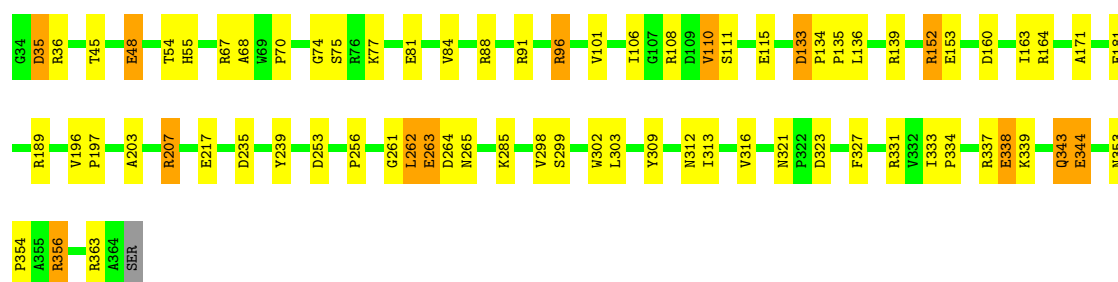 G34 D35 R36 T45 E48 T54 H55 R67 A68 W69 P70 G74 S75 R76 K77 E81 V84 R88 R91 R96 V101 I106 G107 R108 D109 V110 S111 E115 D133 P134 P135 L136 R139 R152 E153 D160 I163 R164 A171
R189 V196 P197 A203 R207 E217 D235 Y239 D253 P256 G261 L262 E263 D264 N265 K285 V298 S299 W302 L303 Y309 N312 I313 V316 N321 P322 D323 F327 R331 V332 I333 P334 R337 E338 K339 Q343 E344
P354 A355 R356 R363 A364 SER